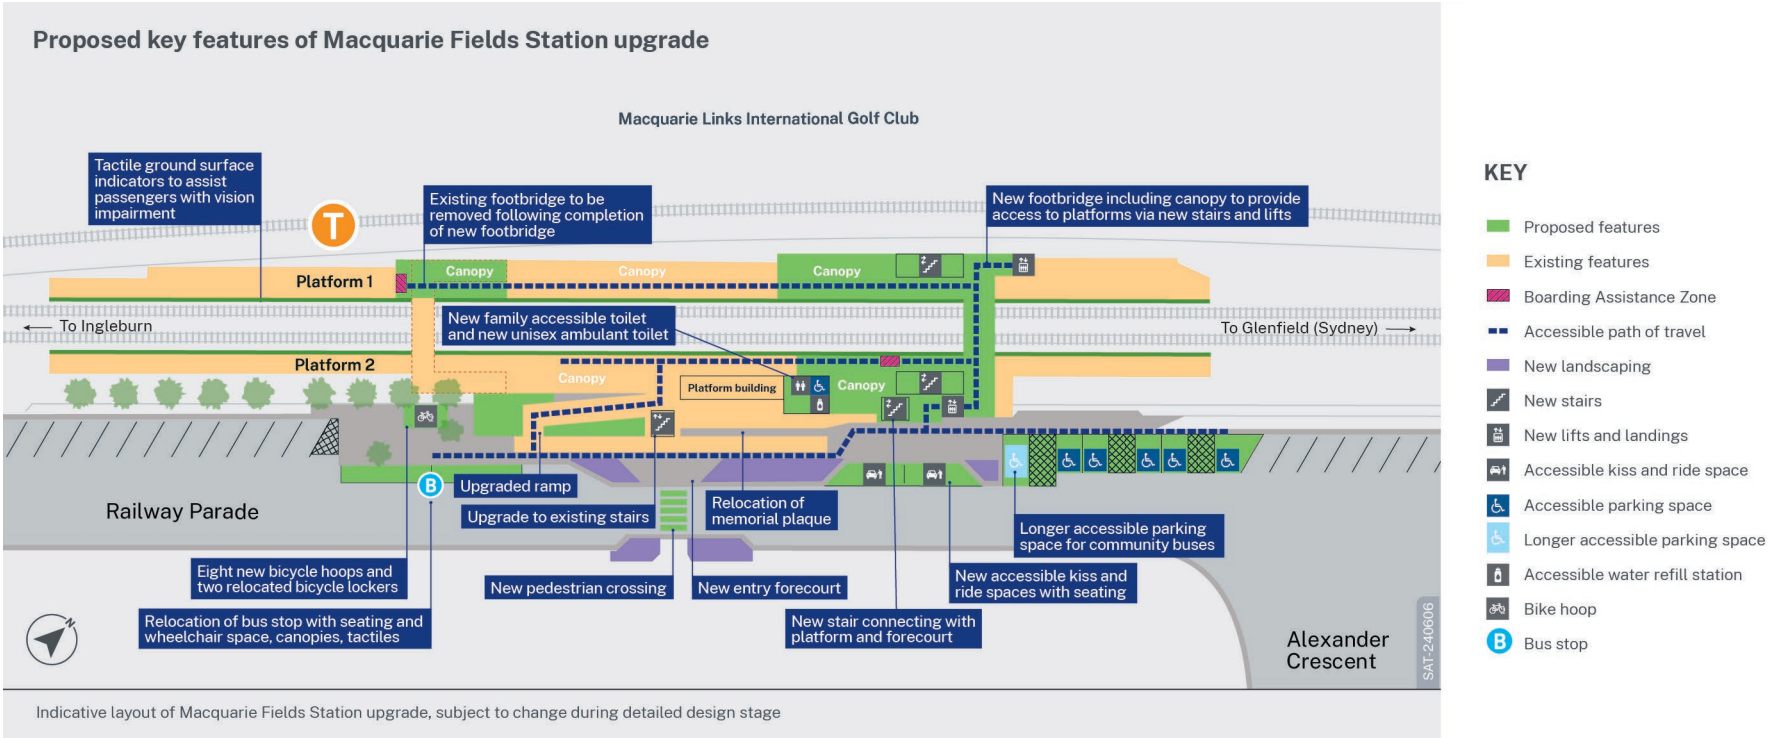 Proposed key features of Macquarie Fields Station upgrade
Macquarie Links International Golf Club
Tactile ground surface
indicators to assist
passengers with vision
impairment
T
Existing footbridge to be
removed following completion
of new footbridge
New footbridge including canopy to provide
access to platforms via new stairs and lifts
Platform 1
Canopy
Canopy
Canopy
To Ingleburn
New family accessible toilet
and new unisex ambulant toilet
To Glenfield (Sydney)
Platform 2
Canopy
Platform building
Canopy
B
Upgraded ramp
Upgrade to existing stairs
Relocation of
memorial plaque
Railway Parade
Longer accessible parking
space for community buses
Eight new bicycle hoops and
two relocated bicycle lockers
New pedestrian crossing
New entry forecourt
New accessible kiss and
ride spaces with seating
Relocation of bus stop with seating and
wheelchair space, canopies, tactiles
New stair connecting with
platform and forecourt
Alexander
Crescent
N
SAT-240606
Indicative layout of Macquarie Fields Station upgrade, subject to change during detailed design stage
KEY
Proposed features
Existing features
Boarding Assistance Zone
Accessible path of travel
New landscaping
New stairs
New lifts and landings
Accessible kiss and ride space
Accessible parking space
Longer accessible parking space
Accessible water refill station
Bike hoop
B
Bus stop